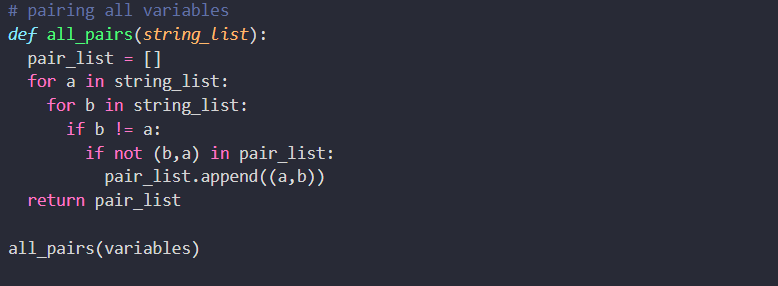 # pairing all variables
def all_pairs(string_list):
  pair_list = []
  for a in string_list:
    for b in string_list:
      if b != a:
        if not (b,a) in pair_list:
          pair_list.append((a,b))
  return pair_list

all_pairs(variables)